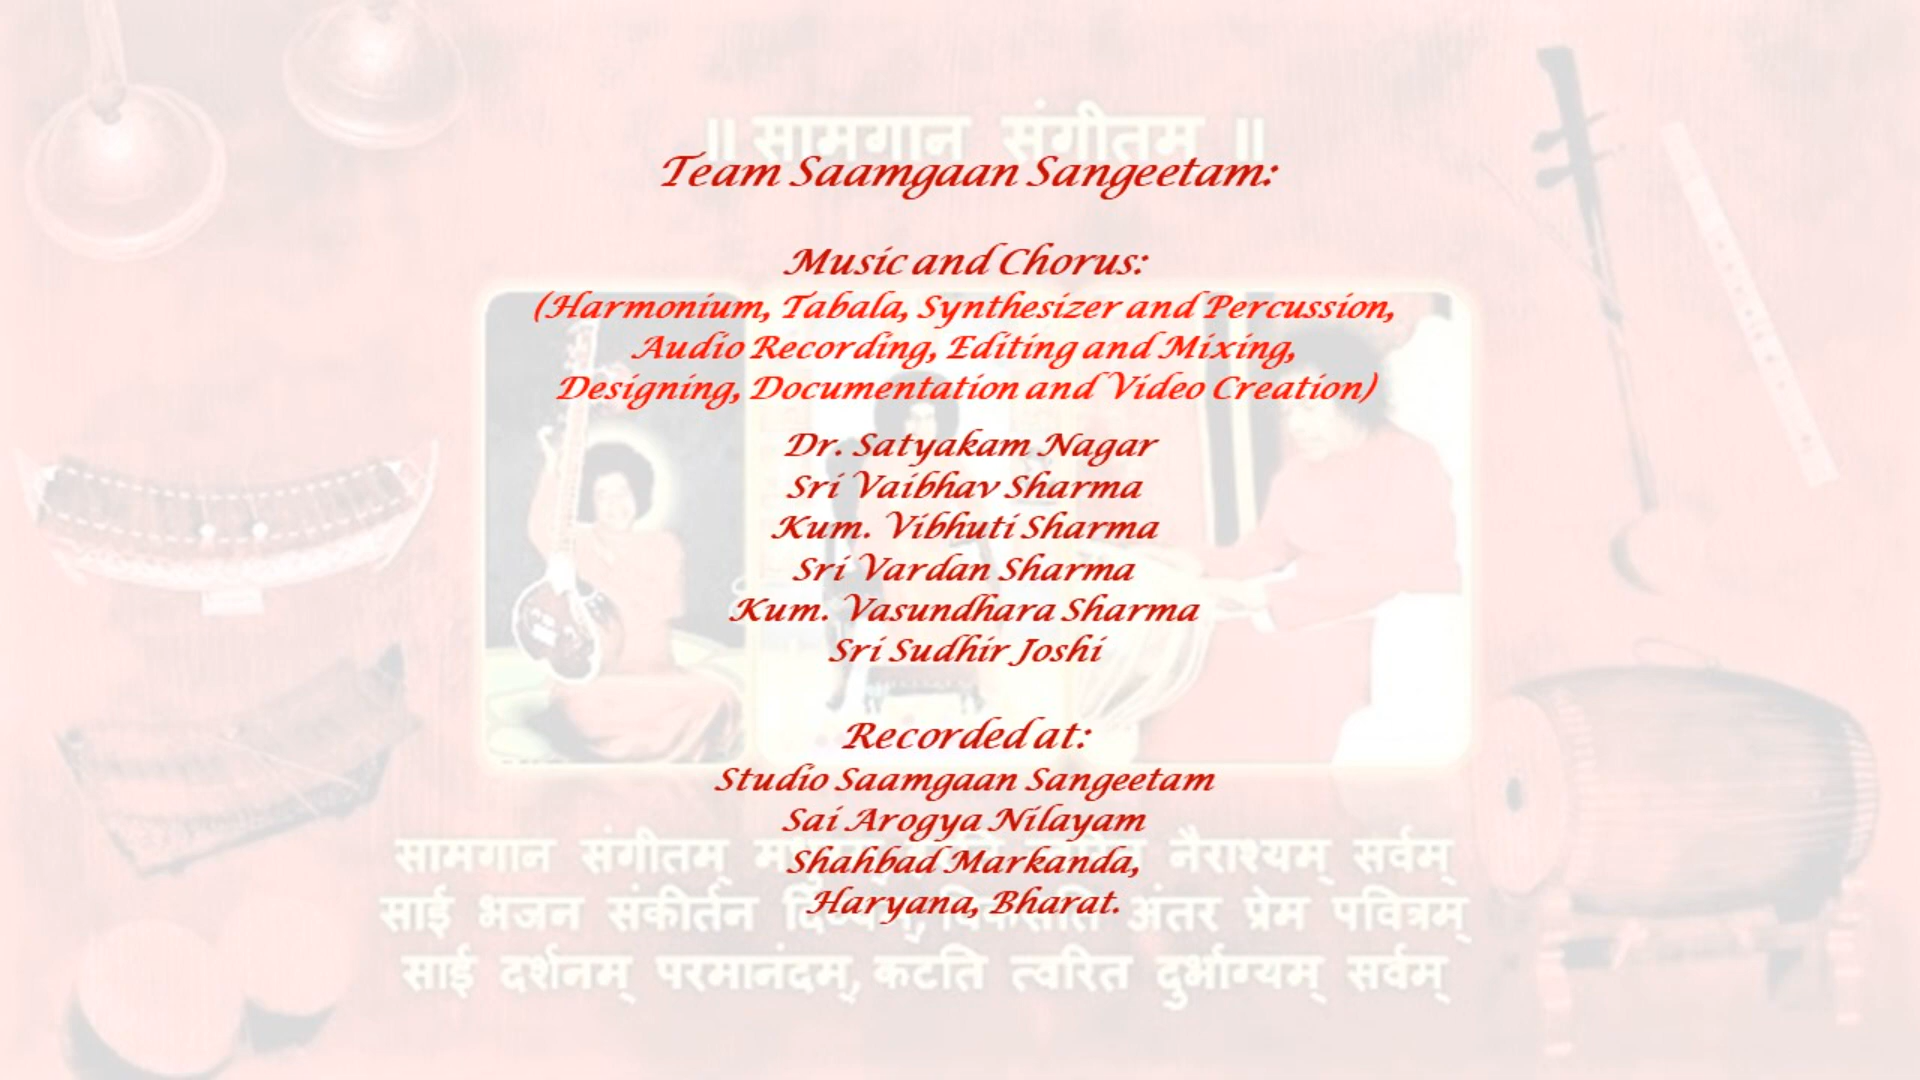 ॥ सामगान संगीतम ॥
Team Saamgaan Sangeetam:
Music and Chorus:
(Harmonium, Tabala, Synthesizer and Percussion,
Audio Recording, Editing and Mixing,
Designing, Documentation and Video Creation)
Dr. Satyakam Nagar
Sri Vaibhav Sharma
Kum. Vibhuti Sharma
Sri Vardan Sharma
Kum. Vasundhara Sharma
Sri Sudhir Joshi
Recorded at:
Studio Saamgaan Sangeetam
Sai Arogya Nilayam
Shahbad Markanda,
Haryana, Bharat.
सामगान संगीतम् नैराश्यम् सर्वम्
साई भजन संकीर्तन अंतर प्रेम पवित्रम्
साई दर्शनम् परमानंदम्, कटति त्वरित दुर्भाग्यम् सर्वम्